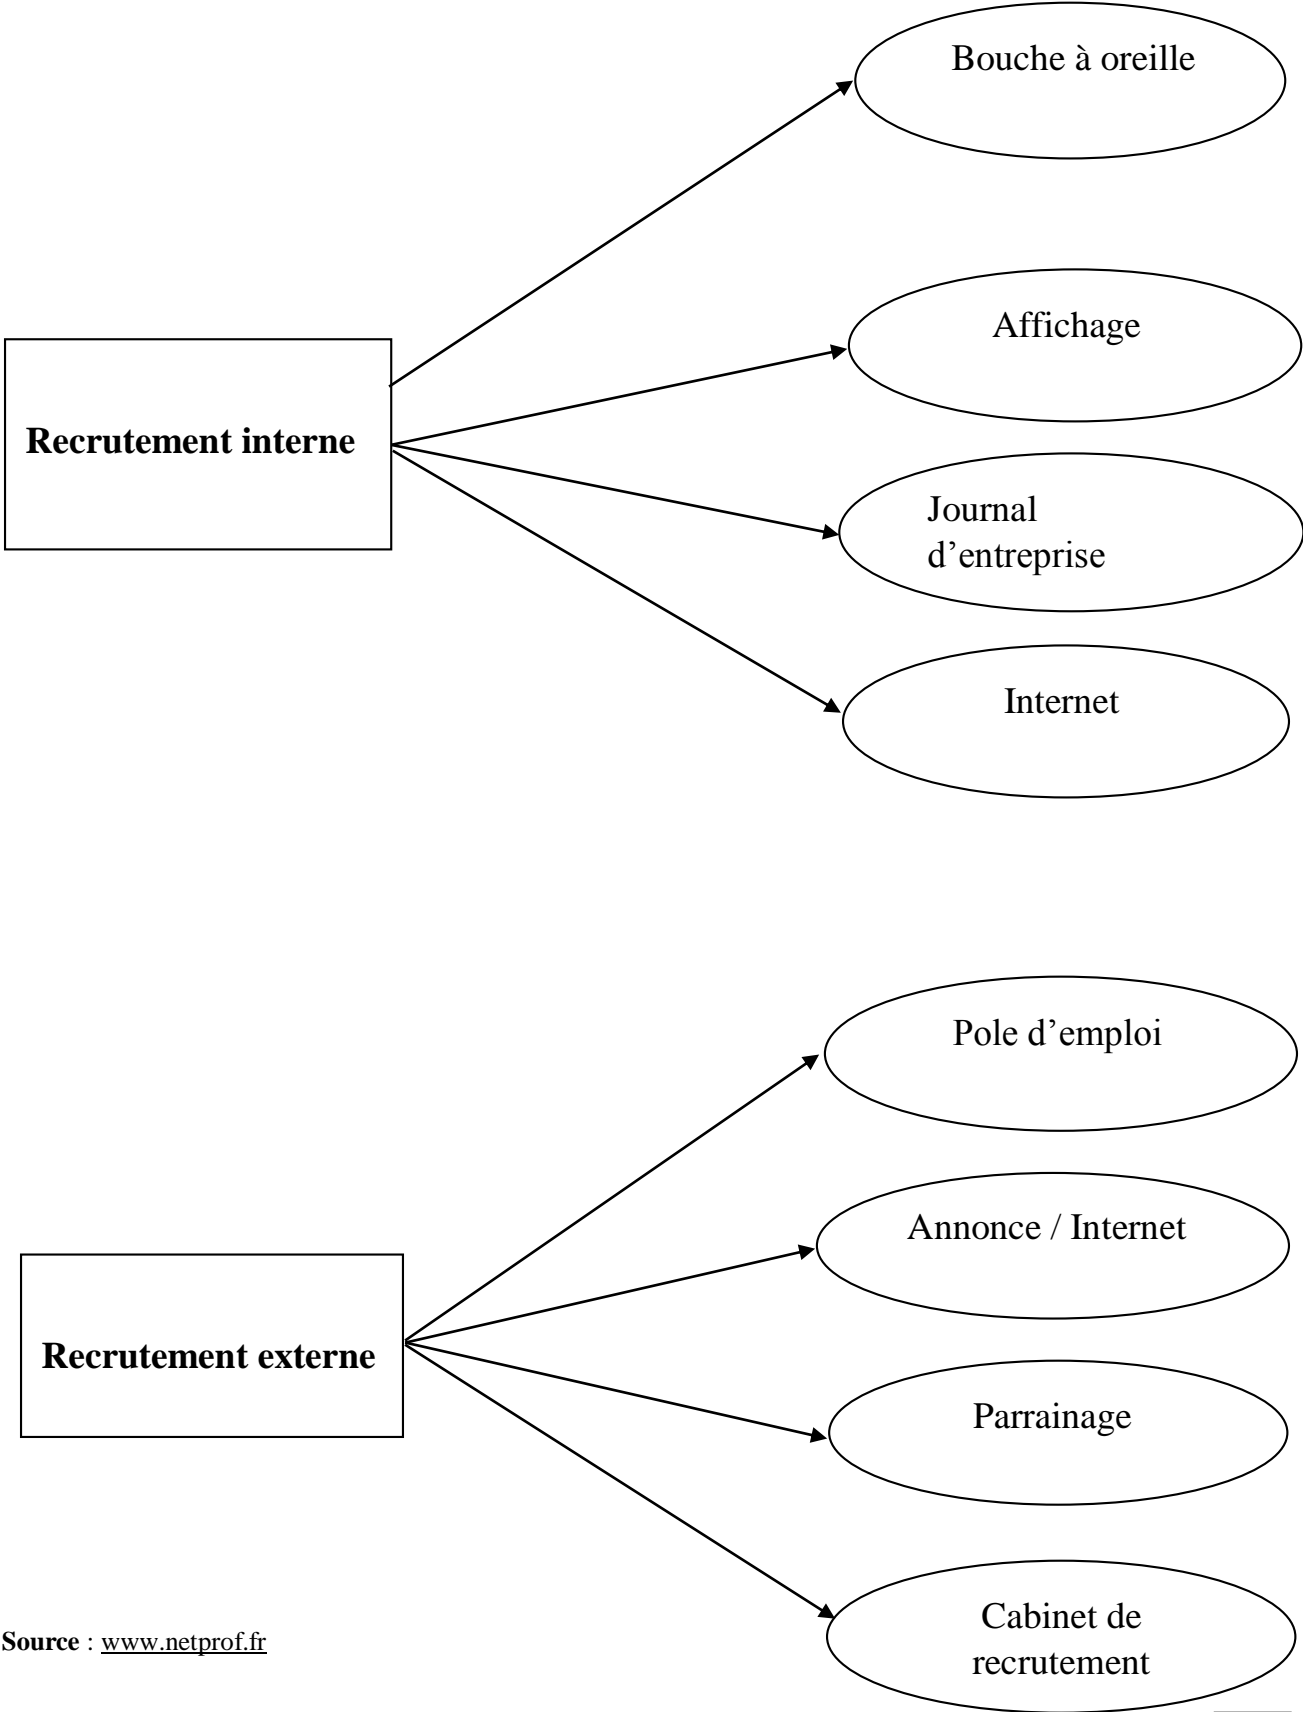 Bouche à oreille
Affichage
Recrutement interne
Journal
d’entreprise
Internet
Pole d’emploi
Annonce / Internet
Recrutement externe
Parrainage
Cabinet de
recrutement
Source : www.netprof.fr